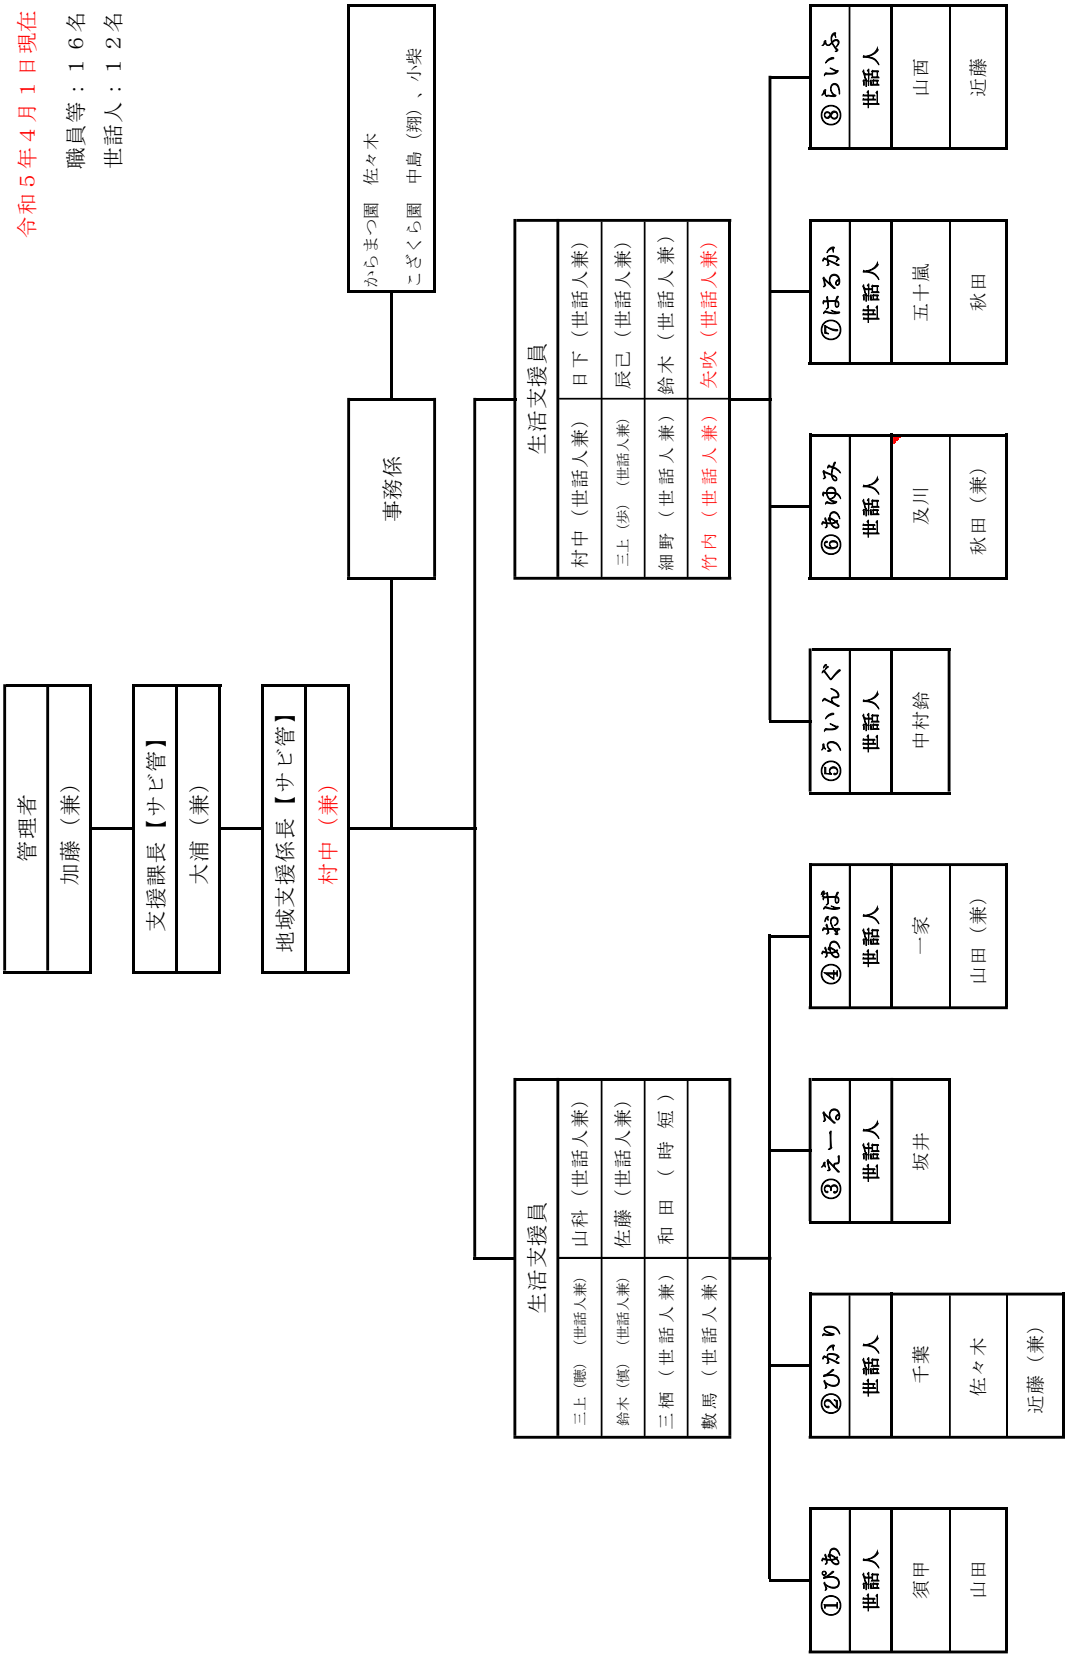 令和５年４月１日現在
職員等：１６名
世話人：１２名
管理者
加藤（兼）
支援課長【サビ管】
大浦（兼）
地域支援係長【サビ管】
村中（兼）
事務係
からまつ園　佐々木
こざくら園　中島（翔）、小柴
生活支援員
三上（聰）（世話人兼）
山科（世話人兼）
鈴木（慎）（世話人兼）
佐藤（世話人兼）
三栖（世話人兼）
和田（時短）
數馬（世話人兼）
生活支援員
村中（世話人兼）
日下（世話人兼）
三上（歩）（世話人兼）
辰己（世話人兼）
細野（世話人兼）
鈴木（世話人兼）
竹内（世話人兼）
矢吹（世話人兼）
①ぴあ
世話人
須甲
山田
②ひかり
世話人
千葉
佐々木
近藤（兼）
③えーる
世話人
坂井
④あおば
世話人
一家
山田（兼）
⑤ういんぐ
世話人
中村鈴
⑥あゆみ
世話人
及川
秋田（兼）
⑦はるか
世話人
五十嵐
秋田
⑧らいふ
世話人
山西
近藤